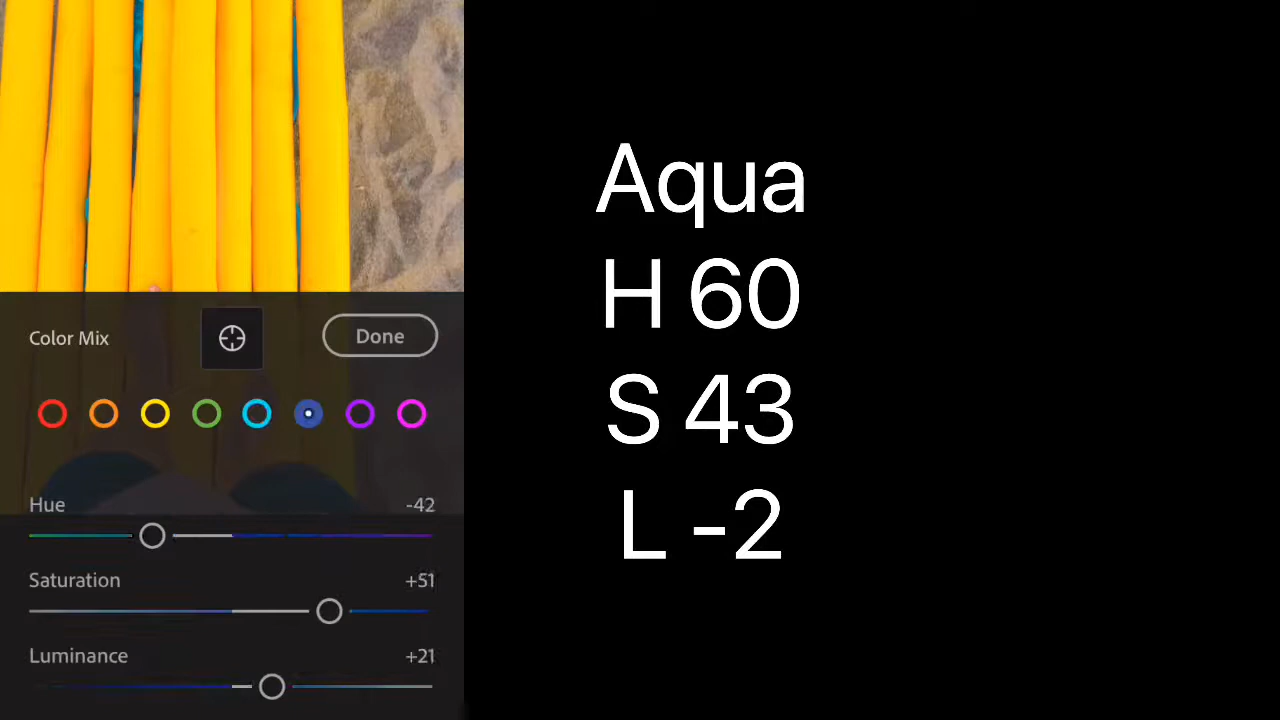 Color Mix
Done
Hue -42
Saturation +51
Luminance +21
Aqua
H 60
S 43
L -2